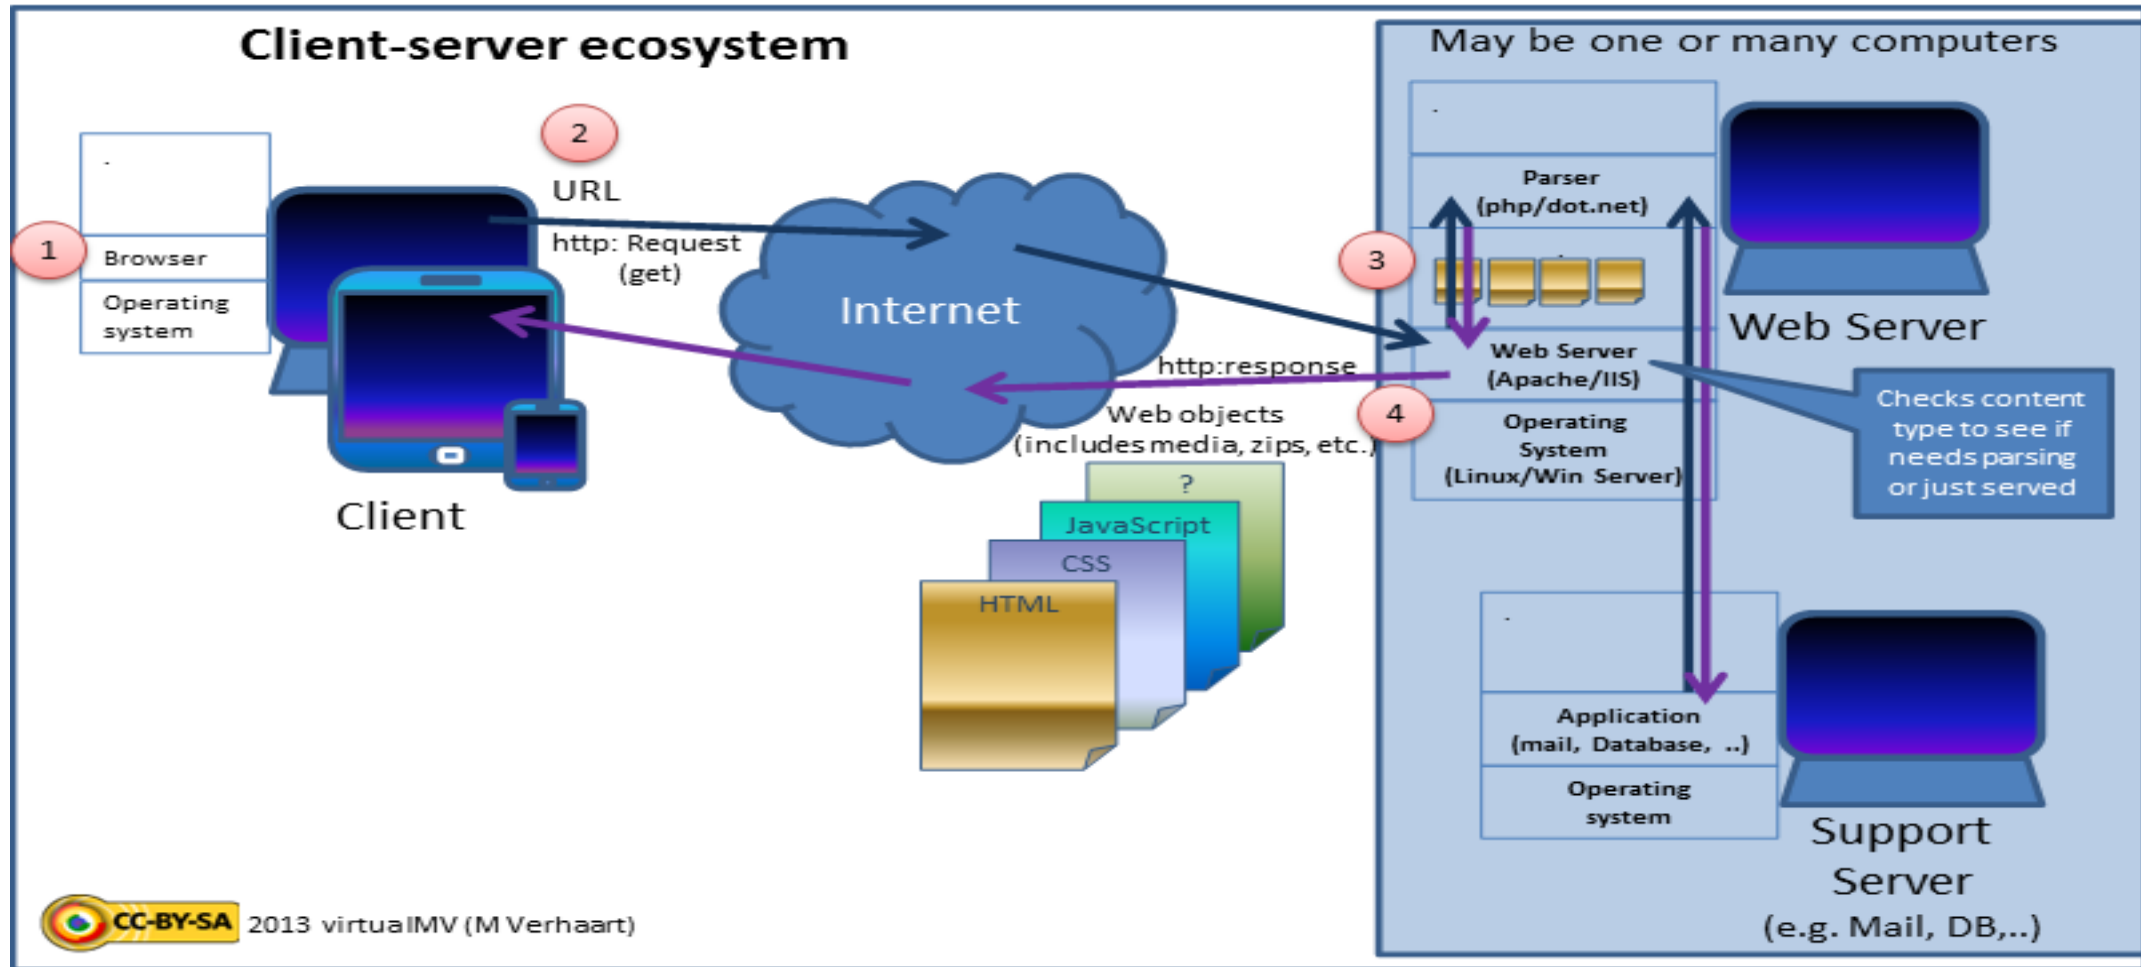 Client-server ecosystem
May be one or many computers
2
URL
http: Request
(get)
1
Browser
Operating
system
Client
Internet
http:response
Web objects
(includes media, zips, etc.)
?
JavaScript
CSS
HTML
3
4
Parser
(php/dot.net)
Web Server
(Apache/IIS)
Operating
System
(Linux/Win Server)
Web Server
Checks content
type to see if
needs parsing
or just served
Application
(mail, Database, ..)
Operating
system
Support
Server
(e.g. Mail, DB,..)
CC-BY-SA 2013 virtualMV (M Verhaart)